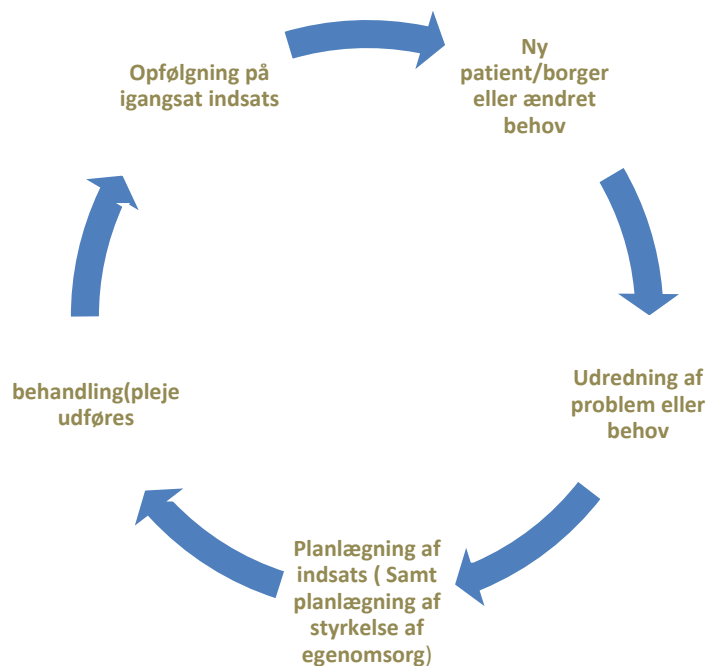 Ny
patient/borger
eller ændret
behov
Udredning af
problem eller
behov
Planlægning af
indsats ( Samt
planlægning af
styrkelse af
egenomsorg)
behandling(pleje
udføres
Opfølgning på
igangsat indsats